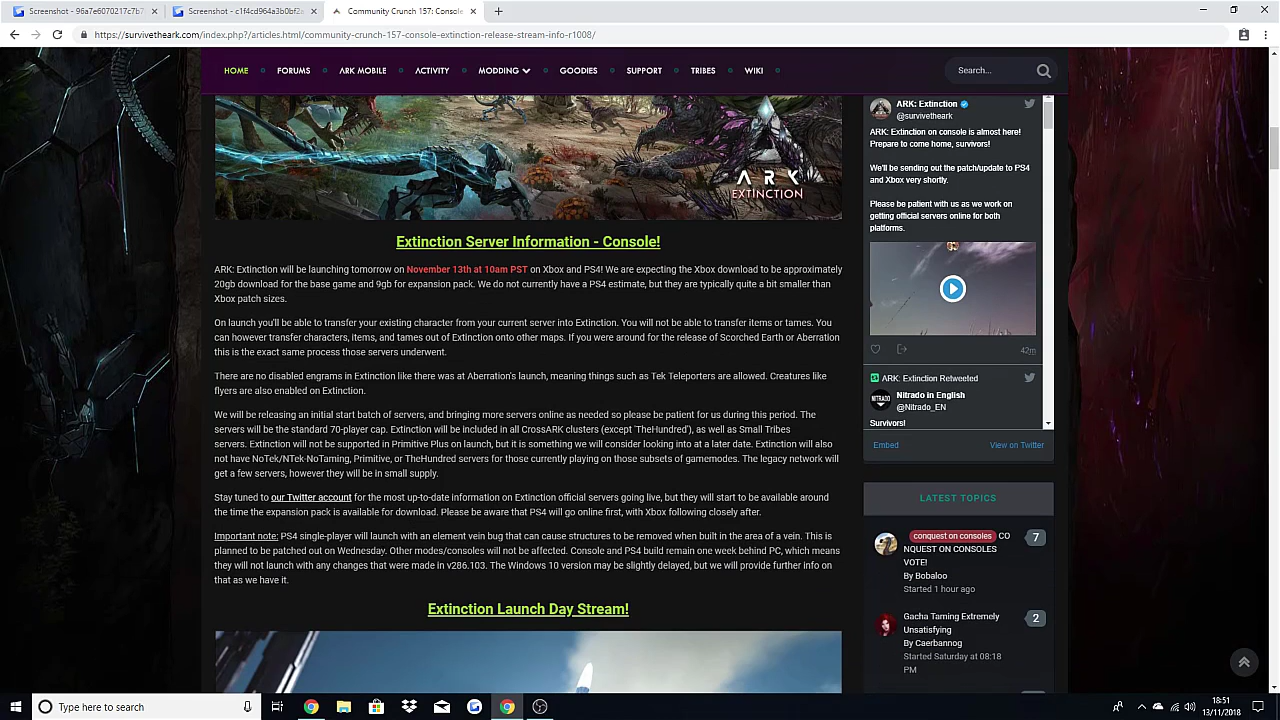 Screenshot - 96a7e6070217c7b7
Screenshot - c1f4cd964a3b0bf2e
Community Crunch 157: Console
https://survivetheark.com/index.php?/articles.html/community-crunch-157-console-extinction-release-stream-info-r1008/
HOME FORUMS ARK MOBILE ACTIVITY MODDING GOODIES SUPPORT TRIBES WIKI
Search...
ARK
EXTINCTION
Extinction Server Information - Console!
ARK: Extinction will be launching tomorrow on November 13th at 10am PST on Xbox and PS4! We are expecting the Xbox download to be approximately
20gb download for the base game and 9gb for expansion pack. We do not currently have a PS4 estimate, but they are typically quite a bit smaller than
Xbox patch sizes.
On launch you'll be able to transfer your existing character from your current server into Extinction. You will not be able to transfer items or tames. You
can however transfer characters, items, and tames out of Extinction onto other maps. If you were around for the release of Scorched Earth or Aberration
this is the exact same process those servers underwent.
There are no disabled engrams in Extinction like there was at Aberration's launch, meaning things such as Tek Teleporters are allowed. Creatures like
flyers are also enabled on Extinction.
We will be releasing an initial start batch of servers, and bringing more servers online as needed so please be patient for us during this period. The
servers will be the standard 70-player cap. Extinction will be included in all CrossARK clusters (except 'TheHundred'), as well as Small Tribes
servers. Extinction will not be supported in Primitive Plus on launch, but it is something we will consider looking into at a later date. Extinction will also
not have NoTek/NTek-NoTaming, Primitive, or TheHundred servers for those currently playing on those subsets of gamemodes. The legacy network will
get a few servers, however they will be in small supply.
Stay tuned to our Twitter account for the most up-to-date information on Extinction official servers going live, but they will start to be available around
the time the expansion pack is available for download. Please be aware that PS4 will go online first, with Xbox following closely after.
Important note: PS4 single-player will launch with an element vein bug that can cause structures to be removed when built in the area of a vein. This is
planned to be patched out on Wednesday. Other modes/consoles will not be affected. Console and PS4 build remain one week behind PC, which means
they will not launch with any changes that were made in v286.103. The Windows 10 version may be slightly delayed, but we will provide further info on
that as we have it.
Extinction Launch Day Stream!
ARK: Extinction
@survivetheark
ARK: Extinction on console is almost here!
Prepare to come home, survivors!
We'll be sending out the patch/update to PS4
and Xbox very shortly.
Please be patient with us as we work on
getting official servers online for both
platforms.
42m
ARK: Extinction Retweeted
NITRADO
Nitrado in English
@Nitrado_EN
Survivors!
Embed View on Twitter
LATEST TOPICS
conquest on consoles CO
NQUEST ON CONSOLES
VOTE!
By Bobaloo
Started 1 hour ago
7
Gacha Taming Extremely
Unsatisfying
By Caerbannog
Started Saturday at 08:18
PM
2
Type here to search
18:51
13/11/2018